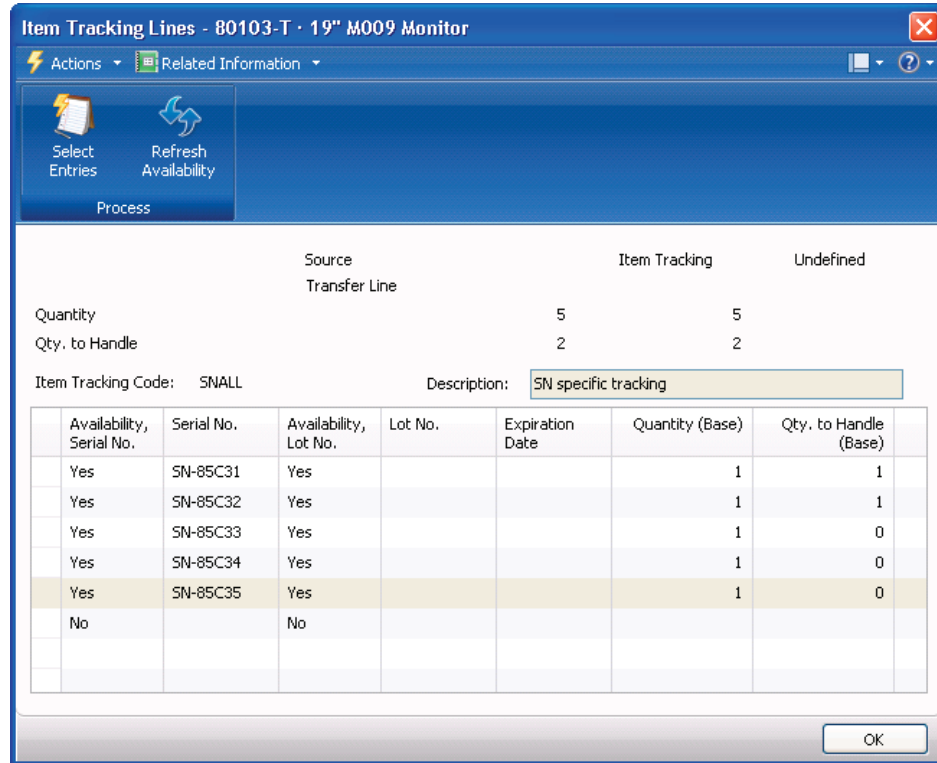 Item Tracking Lines - 80103-T · 19" M009 Monitor
Actions Related Information
Select Entries Refresh Availability
Process
Source Item Tracking Undefined
Transfer Line
Quantity 5 5
Qty. to Handle 2 2
Item Tracking Code: SNALL Description: SN specific tracking
Availability, Serial No. Serial No. Availability, Lot No. Lot No. Expiration Date Quantity (Base) Qty. to Handle (Base)
Yes SN-85C31 Yes 1 1
Yes SN-85C32 Yes 1 1
Yes SN-85C33 Yes 1 0
Yes SN-85C34 Yes 1 0
Yes SN-85C35 Yes 1 0
No No
OK